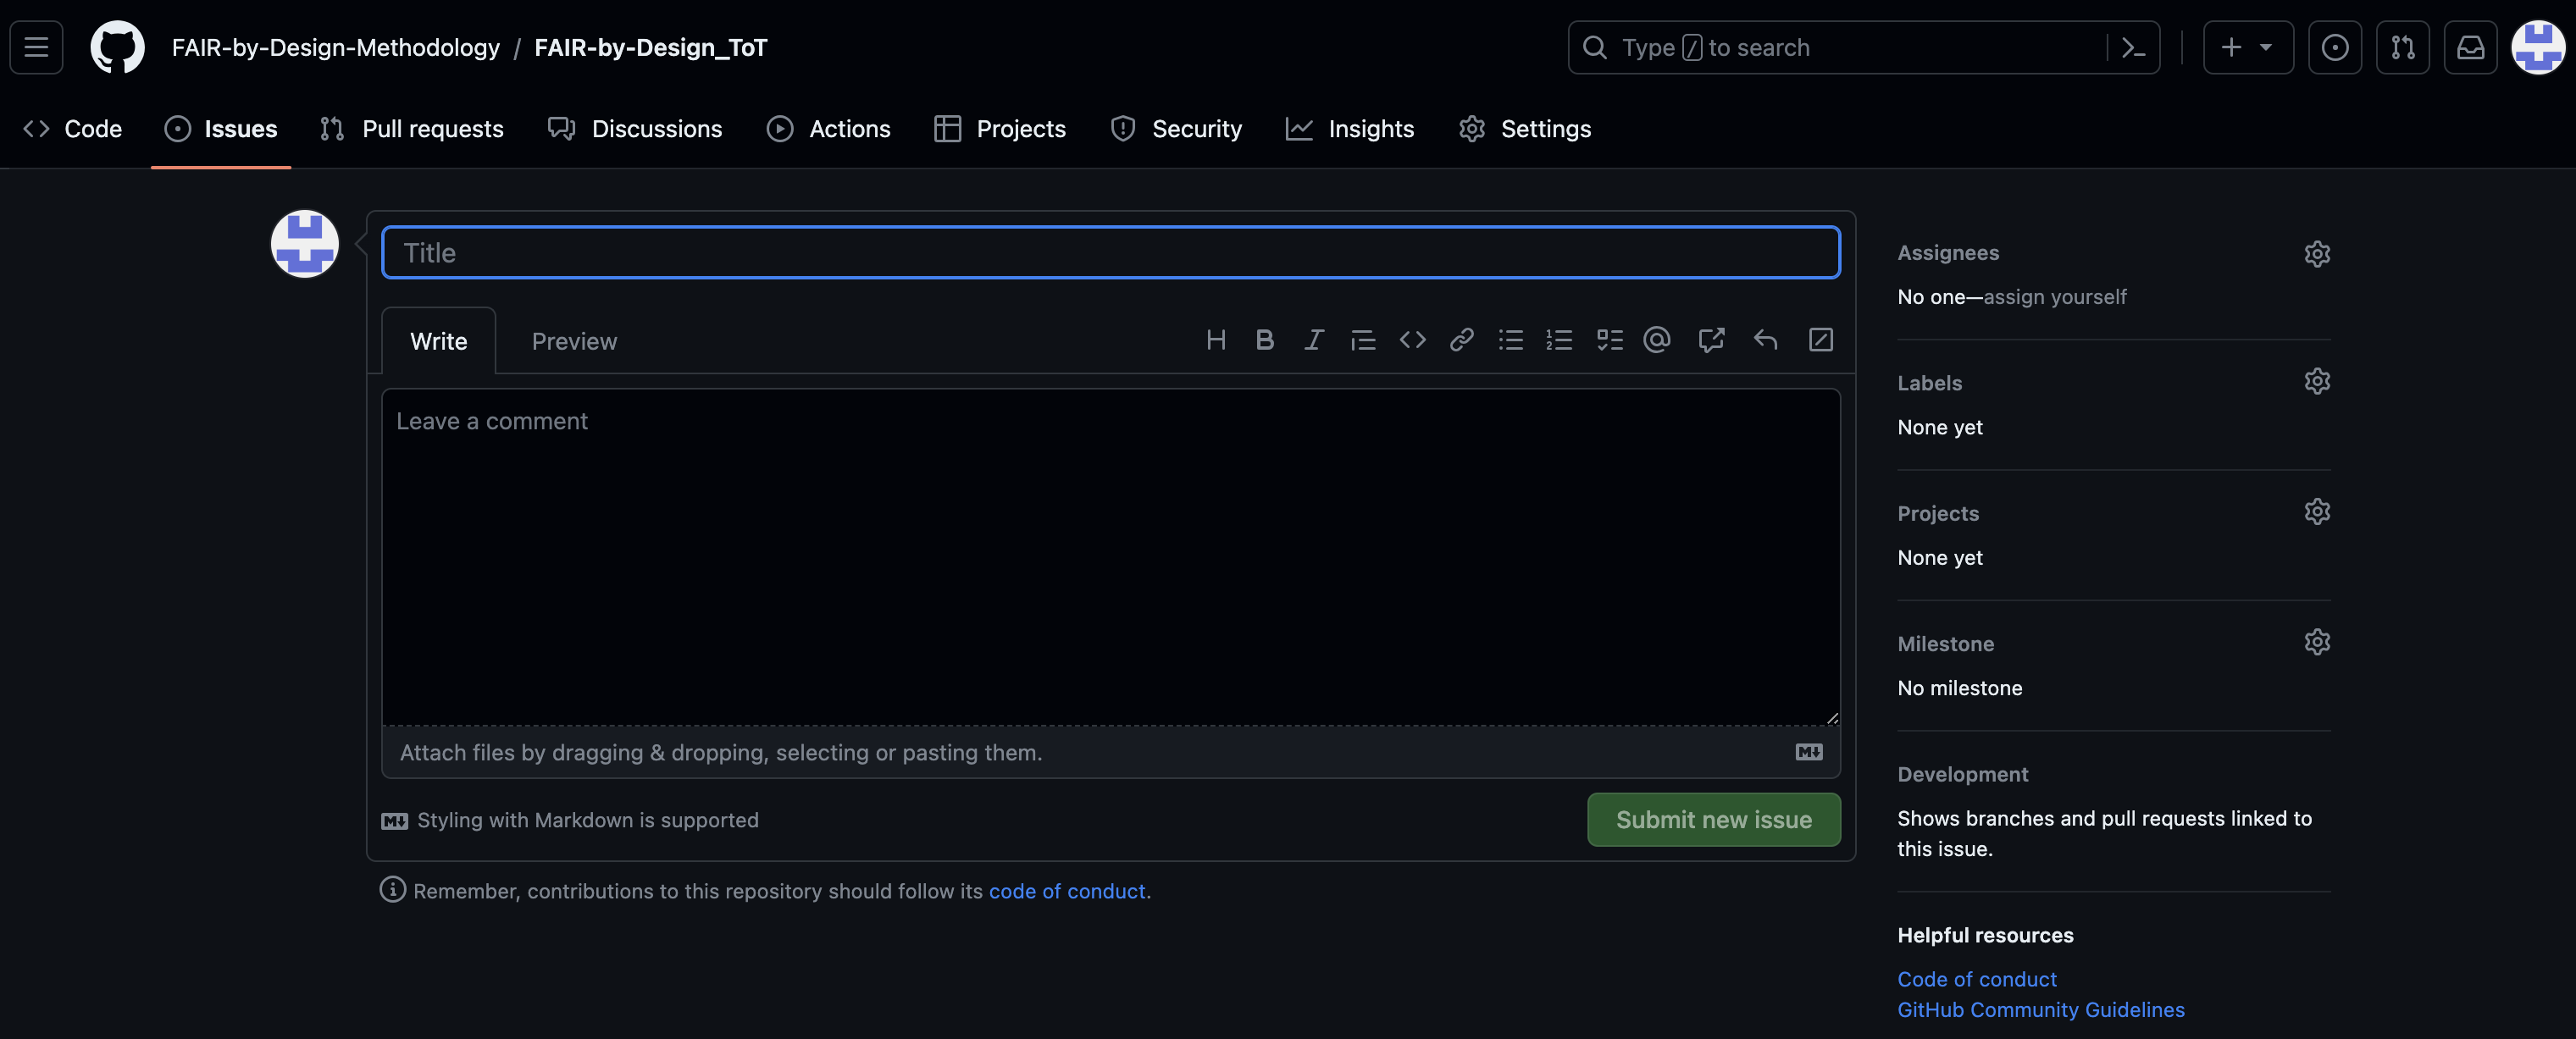 FAIR-by-Design-Methodology / FAIR-by-Design_ToT
Type / to search
Code Issues Pull requests Discussions Actions Projects Security Insights Settings
Title
Write Preview
Leave a comment
Attach files by dragging & dropping, selecting or pasting them.
Styling with Markdown is supported
Submit new issue
Remember, contributions to this repository should follow its code of conduct.
Assignees
No one—assign yourself
Labels
None yet
Projects
None yet
Milestone
No milestone
Development
Shows branches and pull requests linked to
this issue.
Helpful resources
Code of conduct
GitHub Community Guidelines